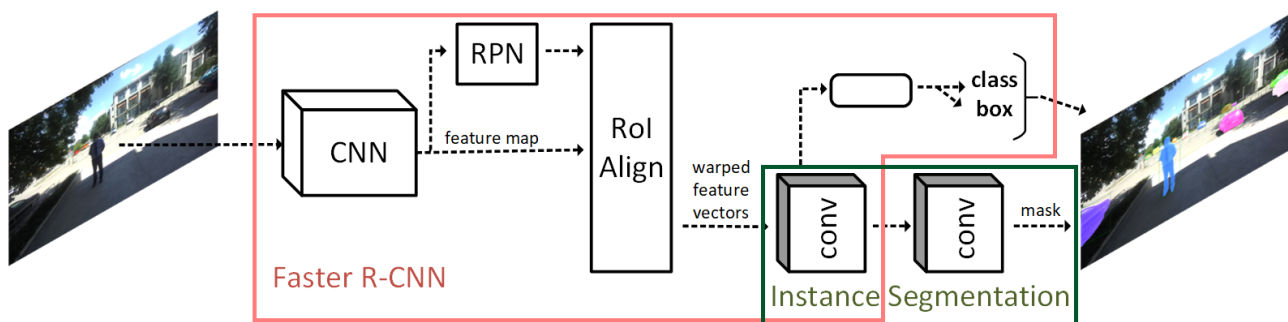 RPN
CNN
feature map
RoI
Align
class
box
warped
feature
vectors
conv
conv
mask
Faster R-CNN
Instance Segmentation